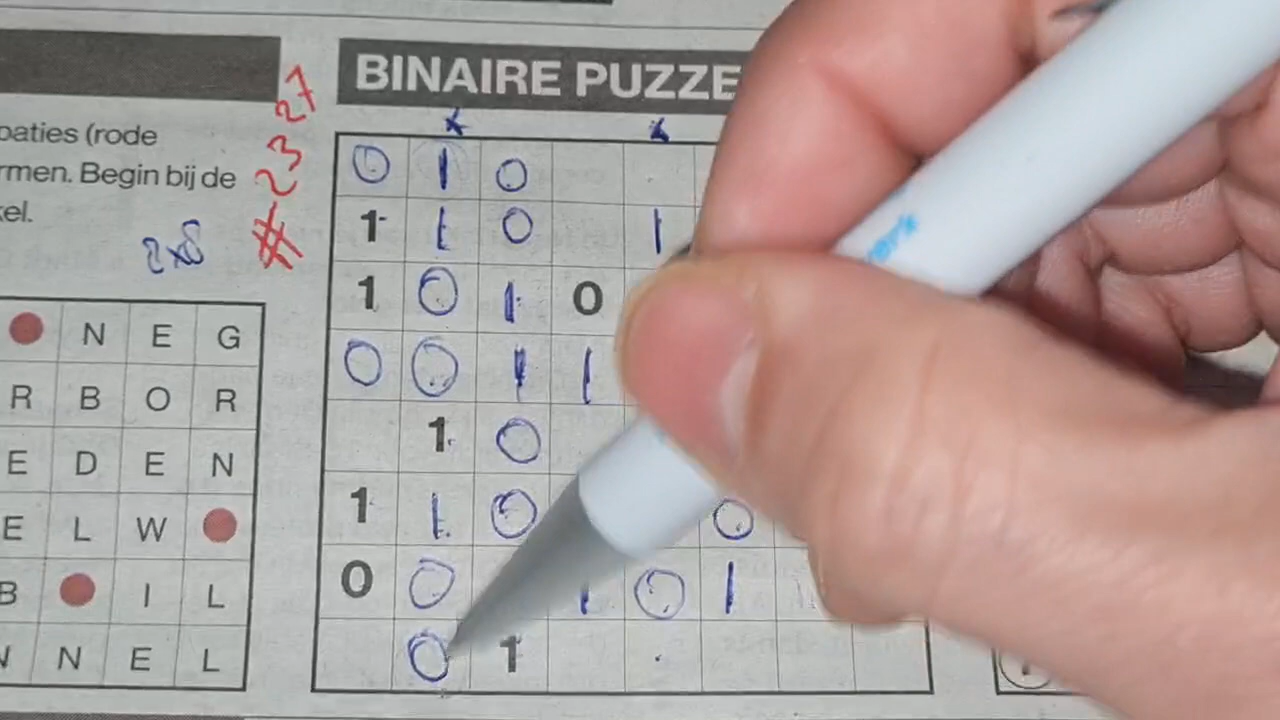 BINAIRE PUZZE
paties (rode
rmen. Begin bij de
kel.
# 23 27
2x8
x x
0 1 0
1 1 0 1
1 0 1 0
0 0 1 1
1 0
1 1 0 0
0 0 1 0 1
0 1
N E G
R B O R
E D E N
E L W
B I L
N E L